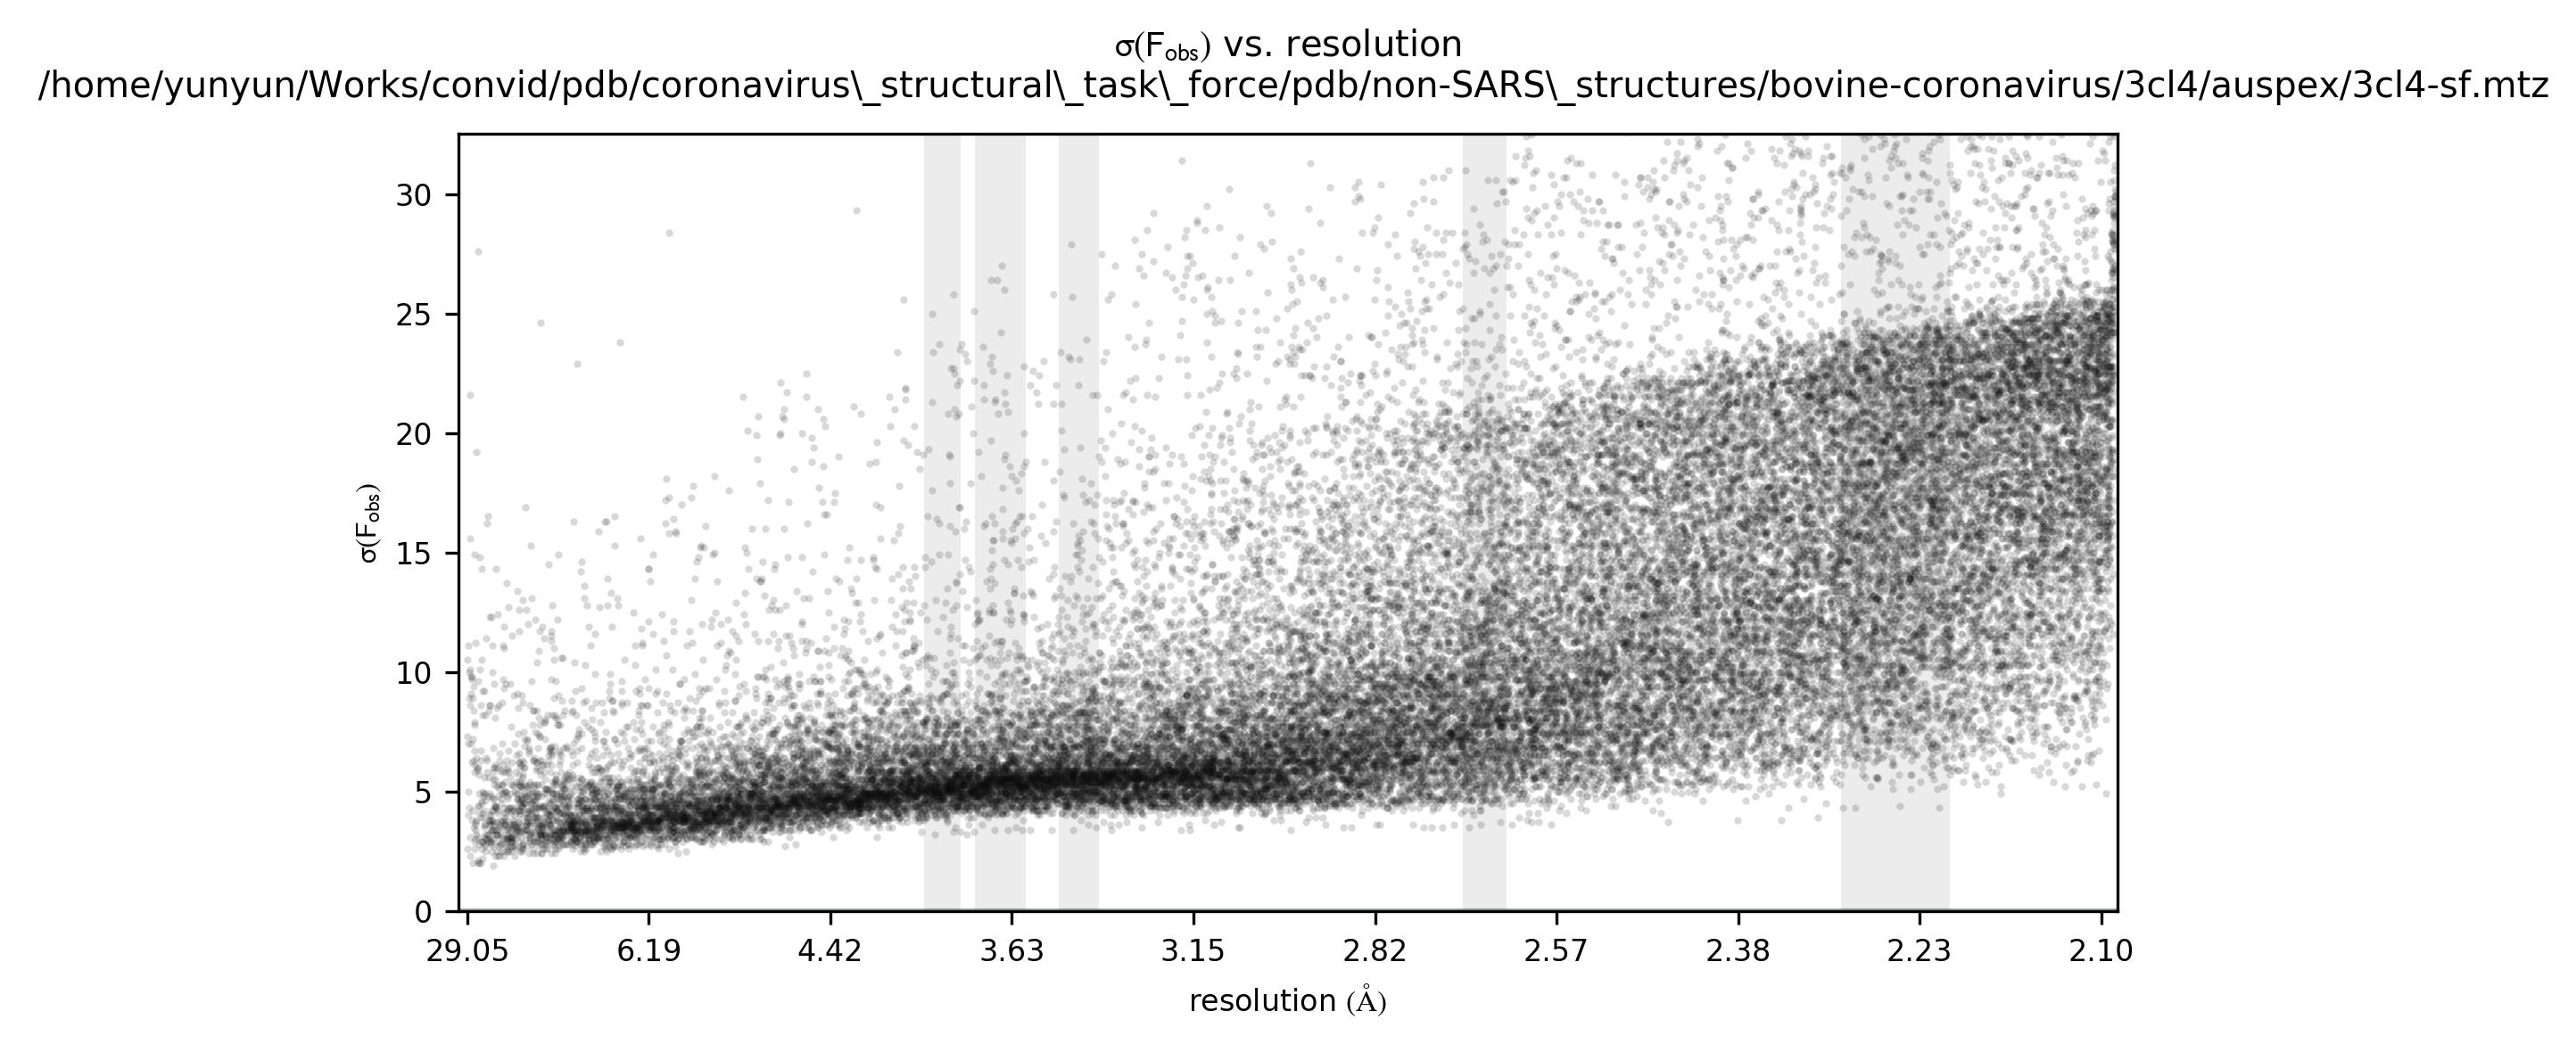 σ(F_obs) vs. resolution
/home/yunyun/Works/convid/pdb/coronavirus\_structural\_task\_force/pdb/non-SARS\_structures/bovine-coronavirus/3cl4/auspex/3cl4-sf.mtz
30
25
20
15
10
5
0
σ(F_obs)
29.05 6.19 4.42 3.63 3.15 2.82 2.57 2.38 2.23 2.10
resolution (Å)